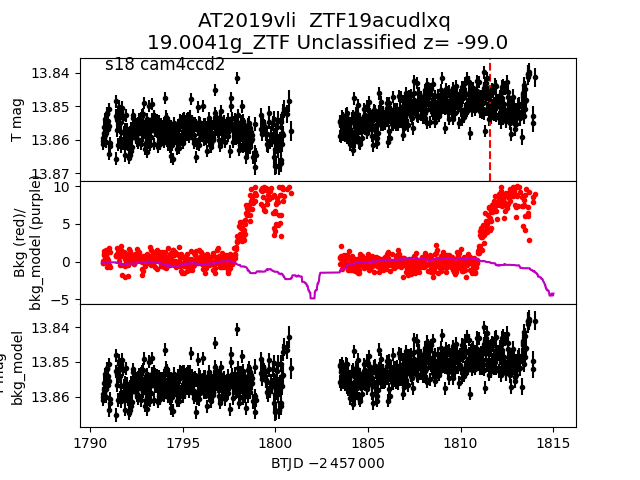 AT2019vli  ZTF19acudlxq
19.0041g_ZTF Unclassified z= -99.0
s18 cam4ccd2
T mag
13.84
13.85
13.86
13.87
Bkg (red)/
bkg_model (purple)
10
5
0
−5
bkg_model
13.84
13.85
13.86
1790 1795 1800 1805 1810 1815
BTJD −2 457 000